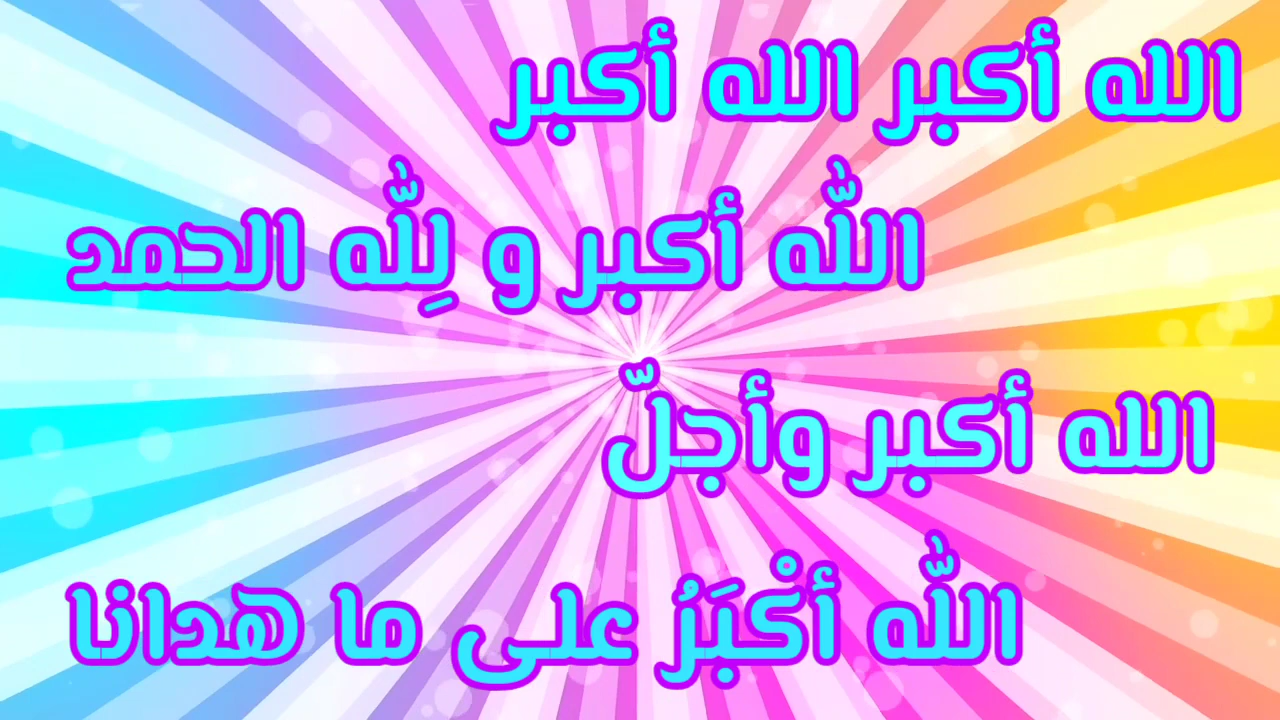 الله أكبر الله أكبر
اللّٰه أكبر و لِلّٰه الحمد
الله أكبر وأجلّ
اللّٰه أكْبَرُ على ما هدانا